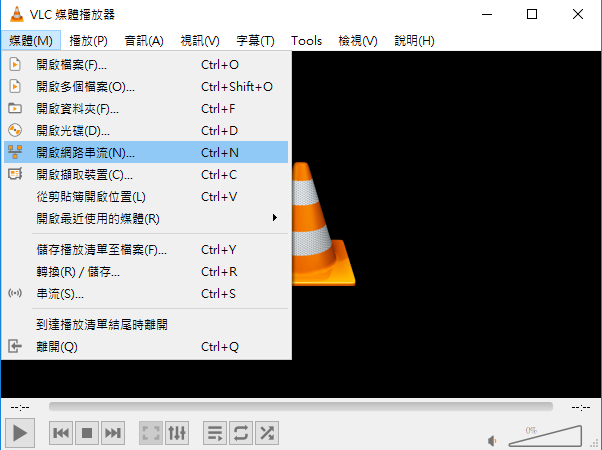 VLC 媒體播放器
媒體(M) 播放(P) 音訊(A) 視訊(V) 字幕(T) Tools 檢視(V) 說明(H)
開啟檔案(F)... Ctrl+O
開啟多個檔案(O)... Ctrl+Shift+O
開啟資料夾(F)... Ctrl+F
開啟光碟(D)... Ctrl+D
開啟網路串流(N)... Ctrl+N
開啟擷取裝置(C)... Ctrl+C
從剪貼簿開啟位置(L) Ctrl+V
開啟最近使用的媒體(R)
儲存播放清單至檔案(F)... Ctrl+Y
轉換(R) / 儲存... Ctrl+R
串流(S)... Ctrl+S
到達播放清單結尾時離開
離開(Q) Ctrl+Q
--:-- --:--
0%